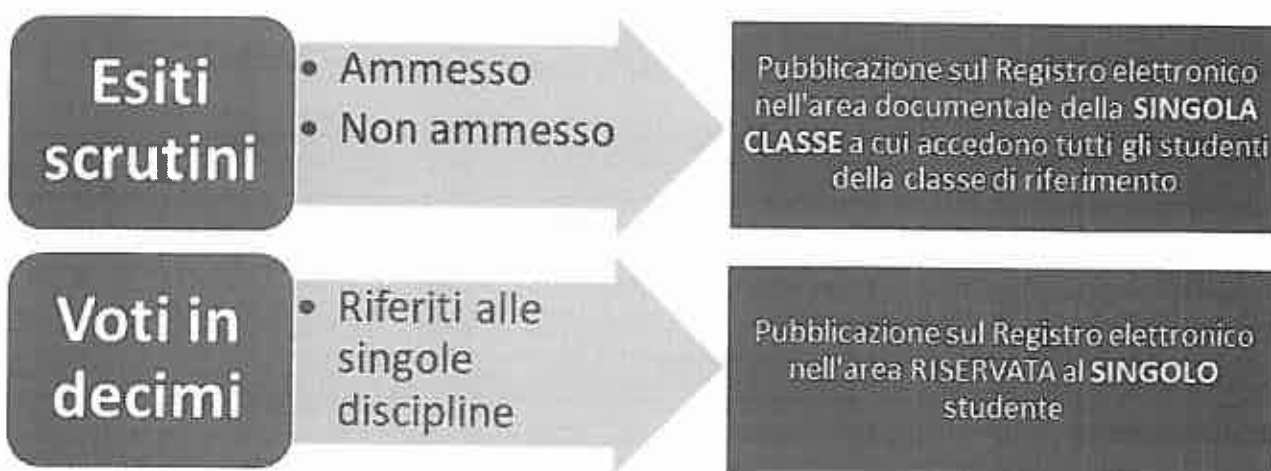 Esiti
scrutini
• Ammesso
• Non ammesso
Pubblicazione sul Registro elettronico
nell'area documentale della SINGOLA
CLASSE a cui accedono tutti gli studenti
della classe di riferimento
Voti in
decimi
• Riferiti alle
singole
discipline
Pubblicazione sul Registro elettronico
nell'area RISERVATA al SINGOLO
studente